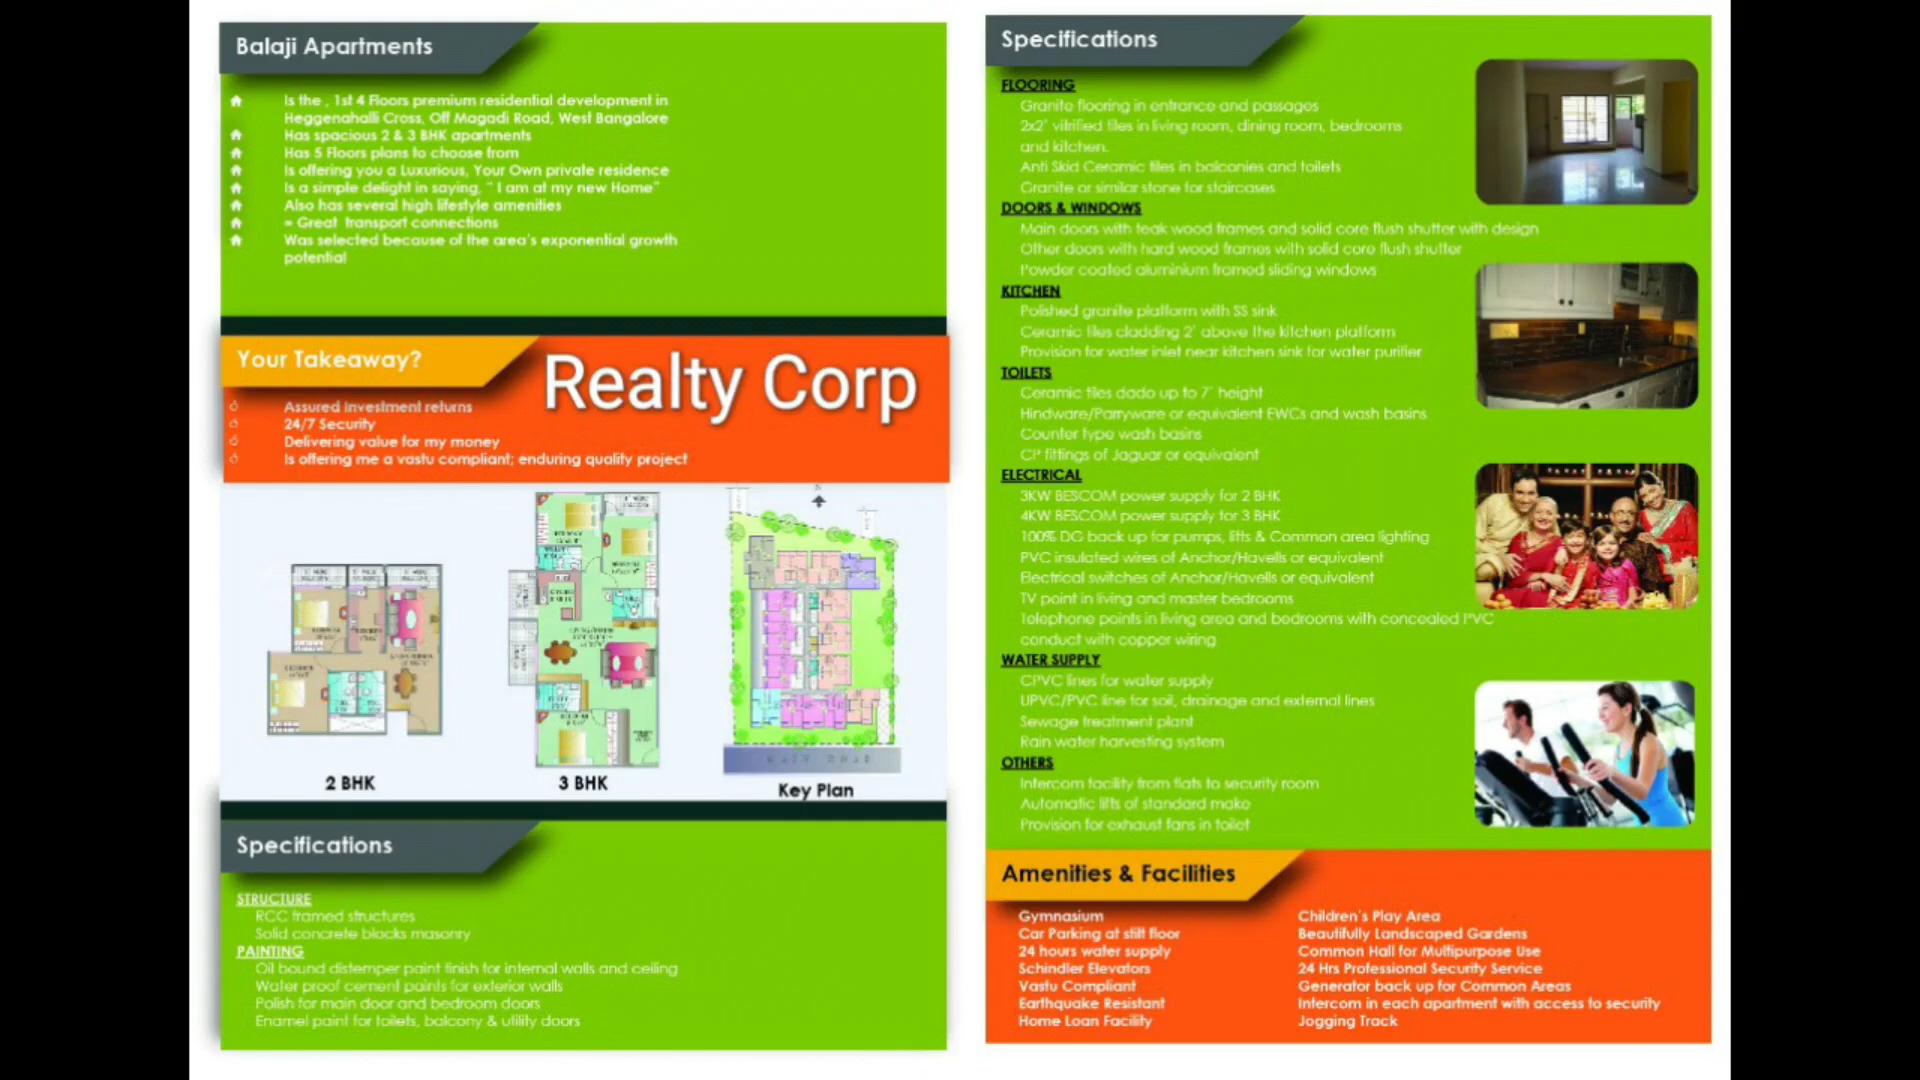 Balaji Apartments
Is the , 1st 4 Floors premium residential development in
Heggenahalli Cross, Off Magadi Road, West Bangalore
Has spacious 2 & 3 BHK apartments
Has 5 Floors plans to choose from
Is offering you a Luxurious, Your Own private residence
Is a simple delight in saying, " I am at my new Home"
Also has several high lifestyle amenities
= Great transport connections
Was selected because of the area's exponential growth
potential
Your Takeaway?
Realty Corp
Assured investment returns
24/7 Security
Delivering value for my money
Is offering me a vastu compliant; enduring quality project
2 BHK
3 BHK
Key Plan
Specifications
STRUCTURE
RCC framed structures
Solid concrete blocks masonry
PAINTING
Oil bound distemper paint finish for internal walls and ceiling
Water proof cement paints for exterior walls
Polish for main door and bedroom doors
Enamel paint for toilets, balcony & utility doors
Specifications
FLOORING
Granite flooring in entrance and passages
2x2' vitrified tiles in living room, dining room, bedrooms
and kitchen.
Anti Skid Ceramic tiles in balconies and toilets
Granite or similar stone for staircases
DOORS & WINDOWS
Main doors with teak wood frames and solid core flush shutter with design
Other doors with hard wood frames with solid core flush shutter
Powder coated aluminium framed sliding windows
KITCHEN
Polished granite platform with SS sink
Ceramic tiles cladding 2' above the kitchen platform
Provision for water inlet near kitchen sink for water purifier
TOILETS
Ceramic tiles dado up to 7' height
Hindware/Parryware or equivalent EWCs and wash basins
Counter type wash basins
CP fittings of Jaguar or equivalent
ELECTRICAL
3KW BESCOM power supply for 2 BHK
4KW BESCOM power supply for 3 BHK
100% DG back up for pumps, lifts & Common area lighting
PVC insulated wires of Anchor/Havells or equivalent
Electrical switches of Anchor/Havells or equivalent
TV point in living and master bedrooms
Telephone points in living area and bedrooms with concealed PVC
conduct with copper wiring
WATER SUPPLY
CPVC lines for water supply
UPVC/PVC line for soil, drainage and external lines
Sewage treatment plant
Rain water harvesting system
OTHERS
Intercom facility from flats to security room
Automatic lifts of standard make
Provision for exhaust fans in toilet
Amenities & Facilities
Gymnasium
Car Parking at stilt floor
24 hours water supply
Schindler Elevators
Vastu Compliant
Earthquake Resistant
Home Loan Facility
Children's Play Area
Beautifully Landscaped Gardens
Common Hall for Multipurpose Use
24 Hrs Professional Security Service
Generator back up for Common Areas
Intercom in each apartment with access to security
Jogging Track